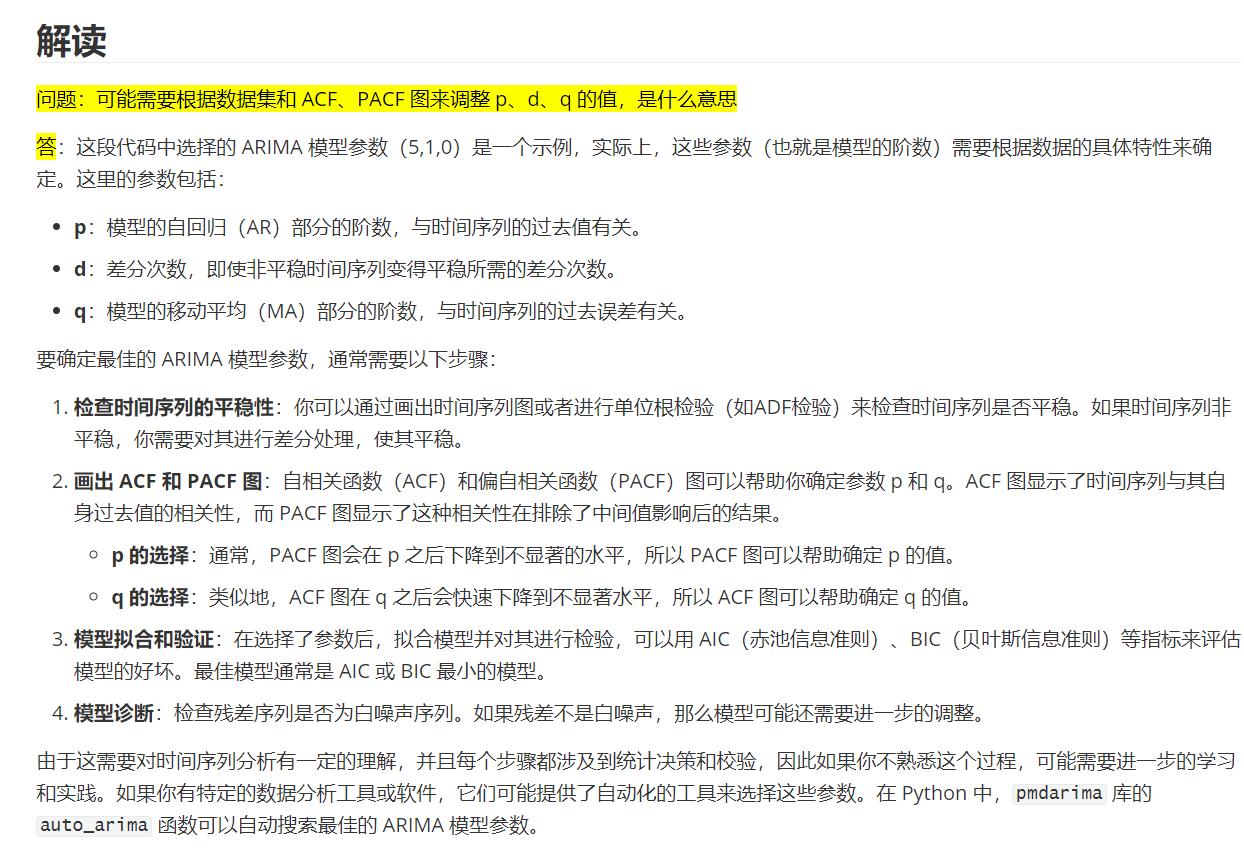 解读
问题：可能需要根据数据集和 ACF、PACF 图来调整 p、d、q 的值，是什么意思
答：这段代码中选择的 ARIMA 模型参数（5,1,0）是一个示例，实际上，这些参数（也就是模型的阶数）需要根据数据的具体特性来确
定。这里的参数包括：
• p：模型的自回归（AR）部分的阶数，与时间序列的过去值有关。
• d：差分次数，即使非平稳时间序列变得平稳所需的差分次数。
• q：模型的移动平均（MA）部分的阶数，与时间序列的过去误差有关。
要确定最佳的 ARIMA 模型参数，通常需要以下步骤：
1. 检查时间序列的平稳性：你可以通过画出时间序列图或者进行单位根检验（如ADF检验）来检查时间序列是否平稳。如果时间序列非
平稳，你需要对其进行差分处理，使其平稳。
2. 画出 ACF 和 PACF 图：自相关函数（ACF）和偏自相关函数（PACF）图可以帮助你确定参数 p 和 q。ACF 图显示了时间序列与其自
身过去值的相关性，而 PACF 图显示了这种相关性在排除了中间值影响后的结果。
○ p 的选择：通常，PACF 图会在 p 之后下降到不显著的水平，所以 PACF 图可以帮助确定 p 的值。
○ q 的选择：类似地，ACF 图在 q 之后会快速下降到不显著水平，所以 ACF 图可以帮助确定 q 的值。
3. 模型拟合和验证：在选择了参数后，拟合模型并对其进行检验，可以用 AIC（赤池信息准则）、BIC（贝叶斯信息准则）等指标来评估
模型的好坏。最佳模型通常是 AIC 或 BIC 最小的模型。
4. 模型诊断：检查残差序列是否为白噪声序列。如果残差不是白噪声，那么模型可能还需要进一步的调整。
由于这需要对时间序列分析有一定的理解，并且每个步骤都涉及到统计决策和校验，因此如果你不熟悉这个过程，可能需要进一步的学习
和实践。如果你有特定的数据分析工具或软件，它们可能提供了自动化的工具来选择这些参数。在 Python 中，pmdarima 库的
auto_arima 函数可以自动搜索最佳的 ARIMA 模型参数。